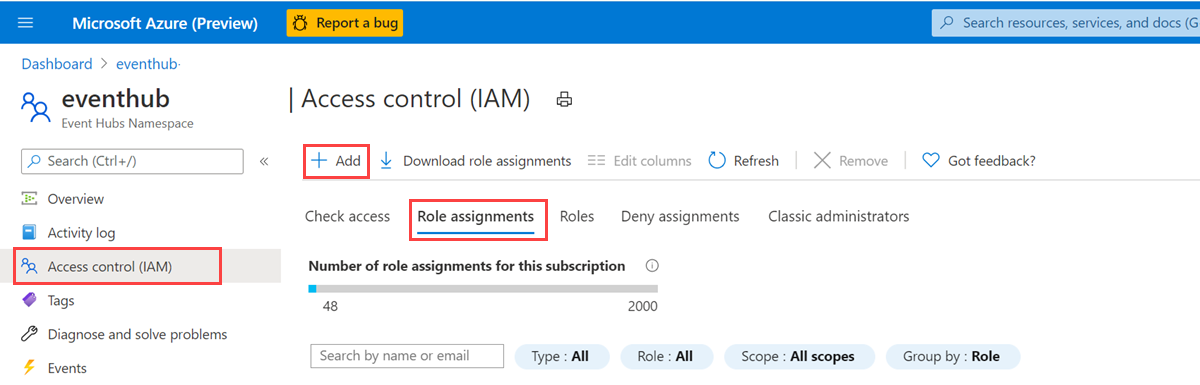 Microsoft Azure (Preview) Report a bug Search resources, services, and docs (G
Dashboard > eventhub
eventhub | Access control (IAM)
Event Hubs Namespace
Search (Ctrl+/) «
Overview
Activity log
Access control (IAM)
Tags
Diagnose and solve problems
Events
+ Add Download role assignments Edit columns Refresh Remove Got feedback?
Check access Role assignments Roles Deny assignments Classic administrators
Number of role assignments for this subscription
48 2000
Search by name or email Type : All Role : All Scope : All scopes Group by : Role